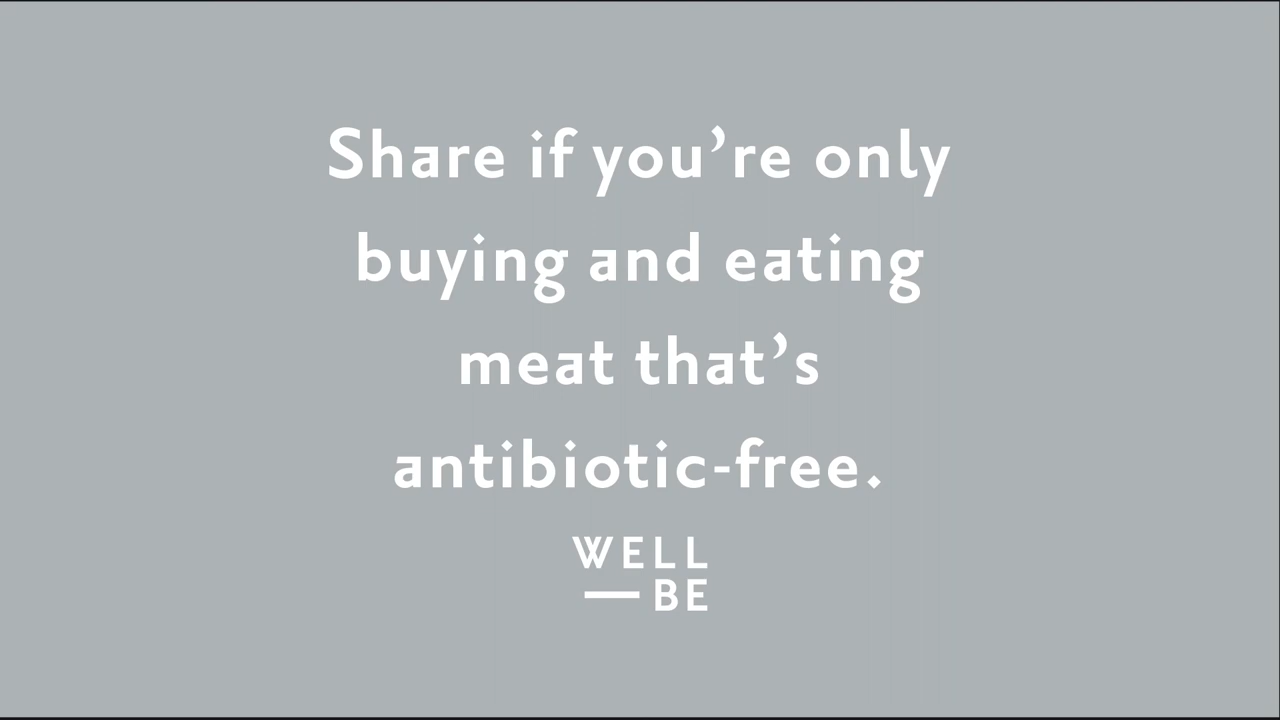 Share if you’re only
buying and eating
meat that’s
antibiotic-free.
WELL
— BE